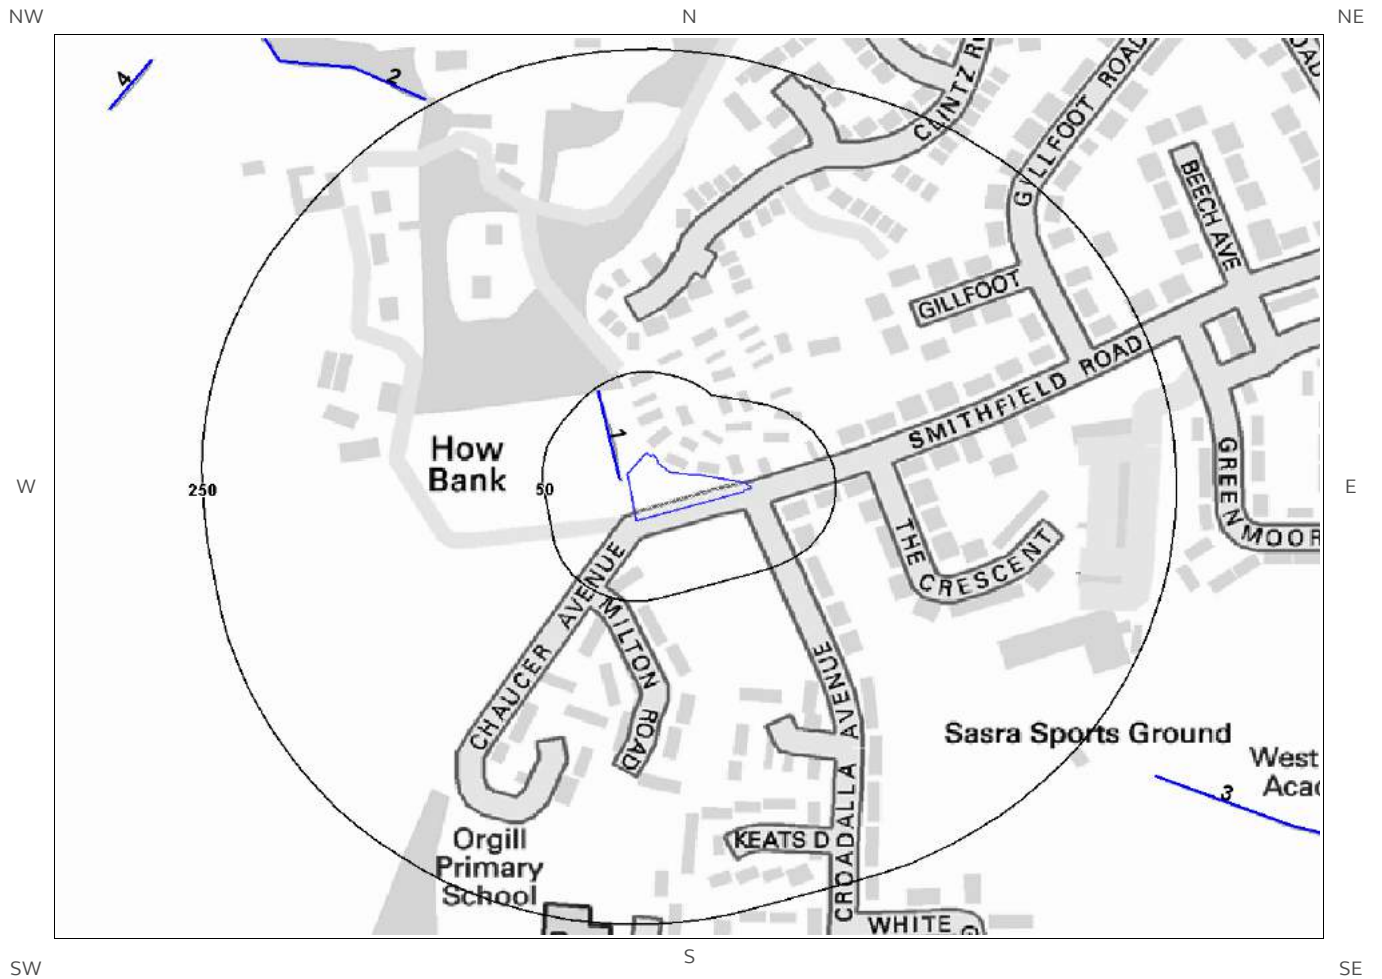 NW
N
NE
4
2
CLINTZ RO
GILLFOOT ROAD
OAD
BEECH AVE
GILLFOOT
SMITHFIELD ROAD
1
How
Bank
W
250
50
E
GREEN
MOOR
THE
CRESCENT
CHAUCER AVENUE
MILTON
ROAD
CROADALLA AVENUE
Sasra Sports Ground
West
Acad
3
KEATS D
Orgill
Primary
School
WHITE
SW
S
SE